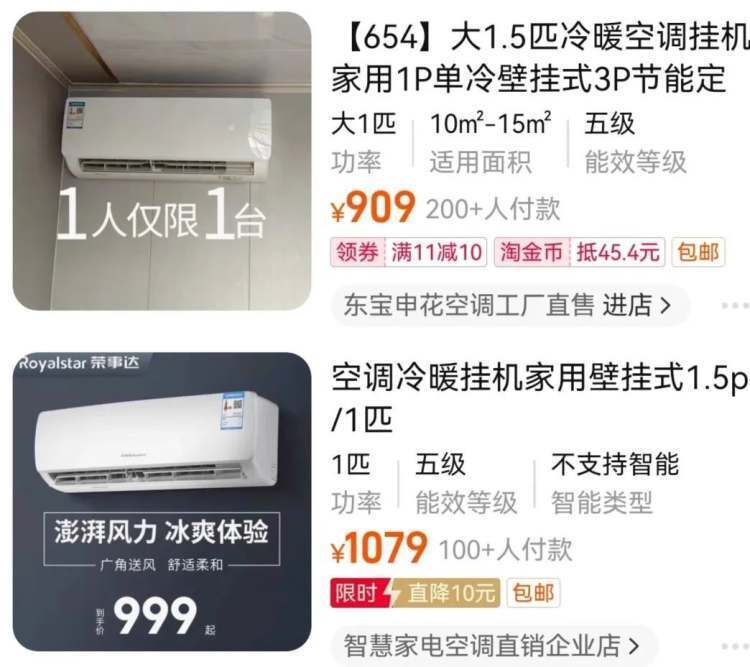 【654】大1.5匹冷暖空调挂机
家用1P单冷壁挂式3P节能定
大1匹 10㎡-15㎡ 五级
功率 适用面积 能效等级
¥909 200+人付款
领券 满11减10 淘金币 抵45.4元 包邮
东宝申花空调工厂直售 进店 >
1人仅限1台
Royalstar 荣事达
澎湃风力 冰爽体验
广角送风 舒适柔和
到手价 999 起
空调冷暖挂机家用壁挂式1.5p
/1匹
1匹 五级 不支持智能
功率 能效等级 智能类型
¥1079 100+人付款
限时 直降10元 包邮
智慧家电空调直销企业店 >